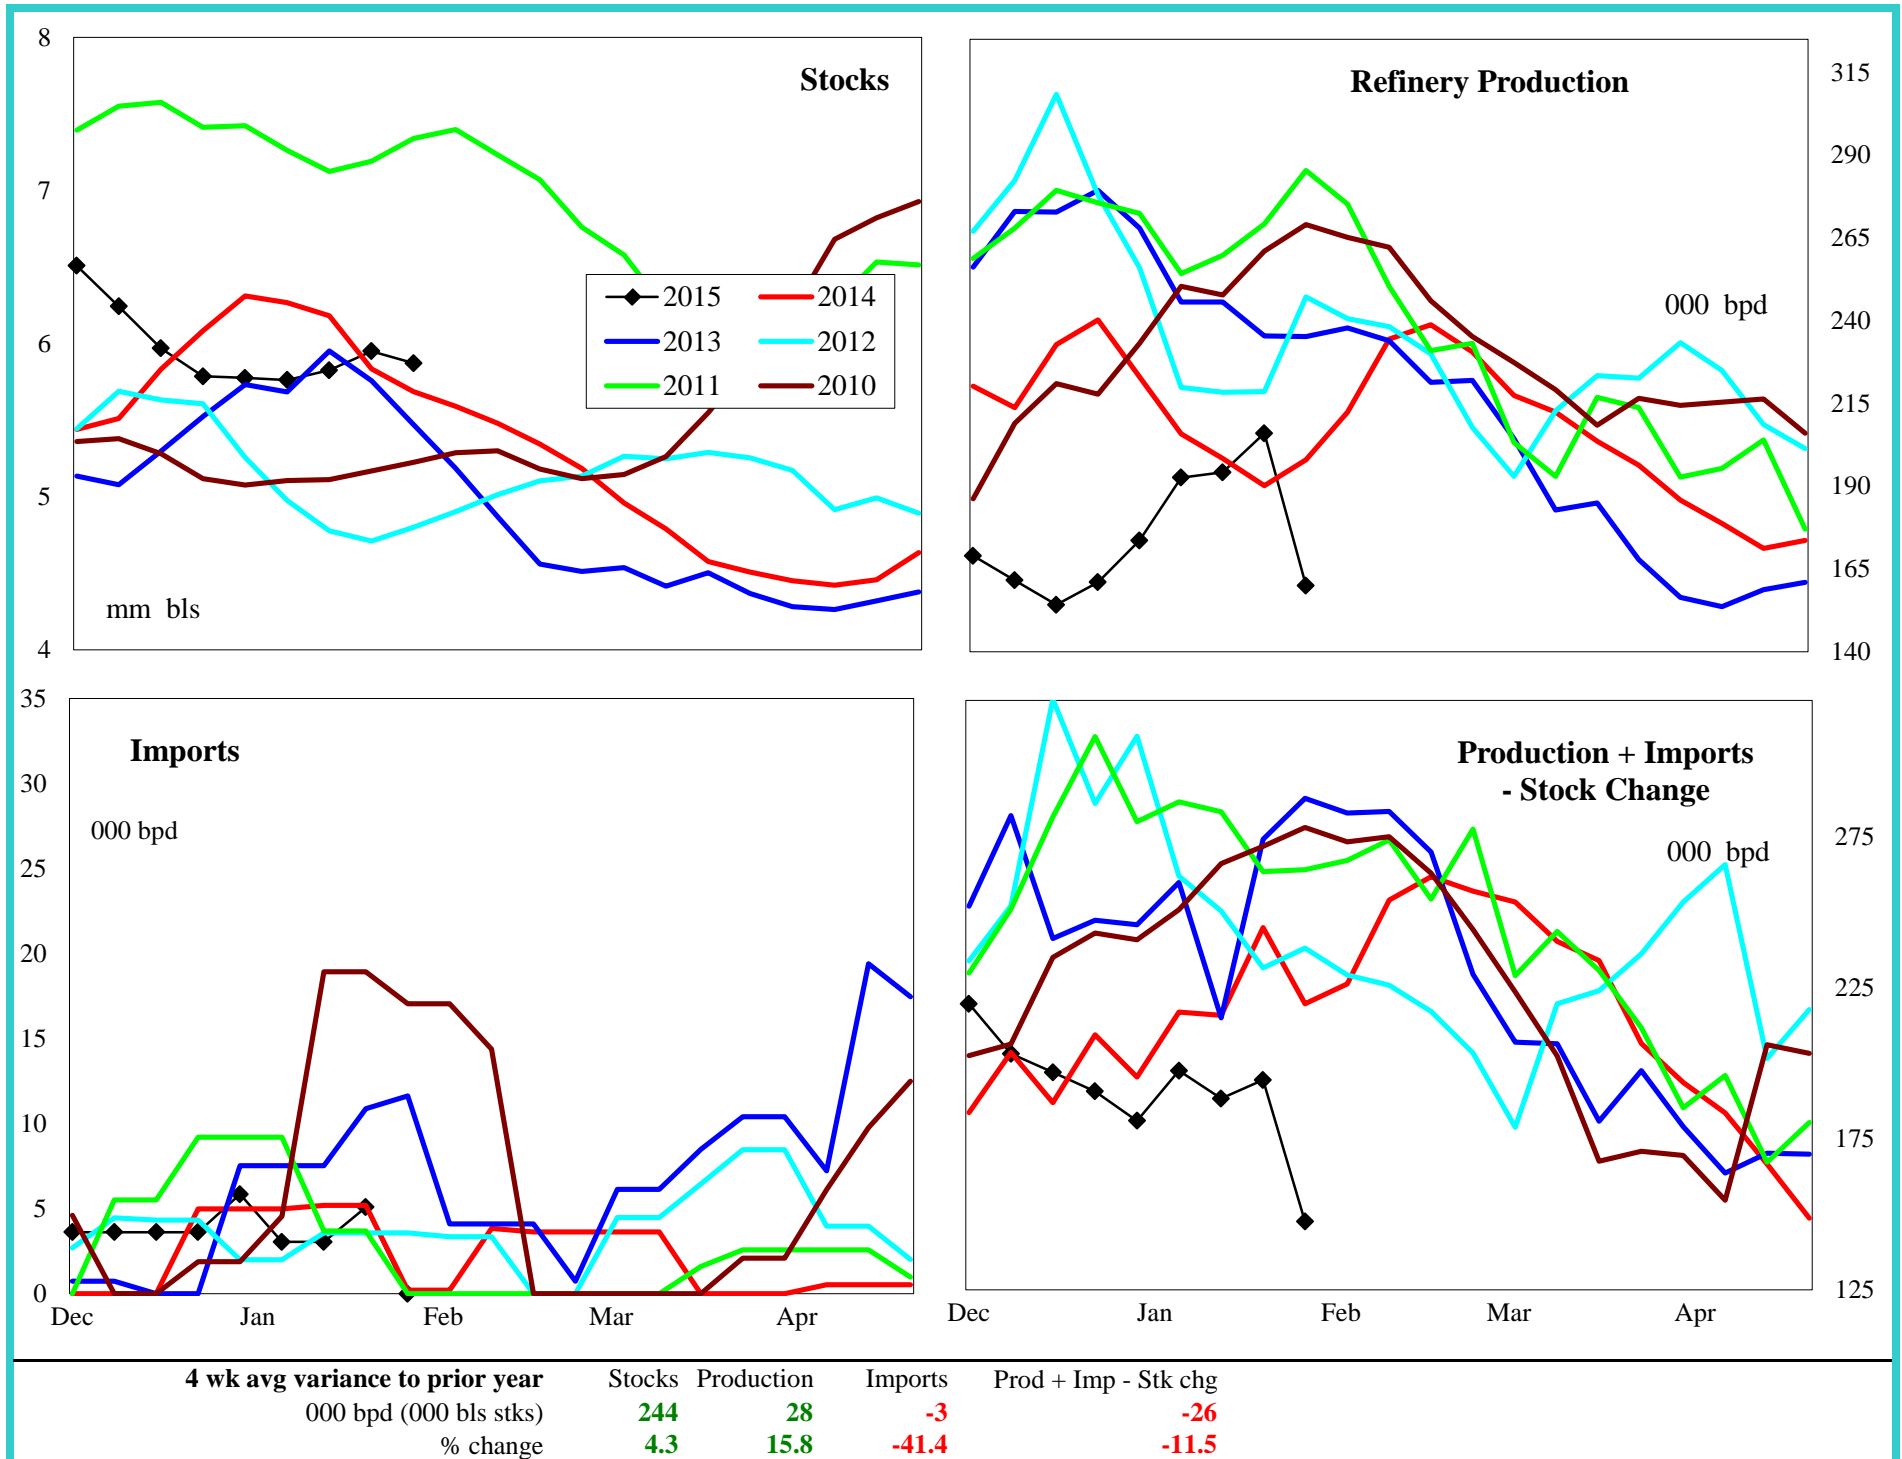 8
7
6
5
4
Stocks
mm bls
2015
2014
2013
2012
2011
2010
Refinery Production
000 bpd
315
290
265
240
215
190
165
140
35
30
25
20
15
10
5
0
Imports
000 bpd
Dec Jan Feb Mar Apr
Production + Imports
- Stock Change
000 bpd
275
225
175
125
Dec Jan Feb Mar Apr
4 wk avg variance to prior year Stocks Production Imports Prod + Imp - Stk chg
000 bpd (000 bls stks) 244 28 -3 -26
% change 4.3 15.8 -41.4 -11.5